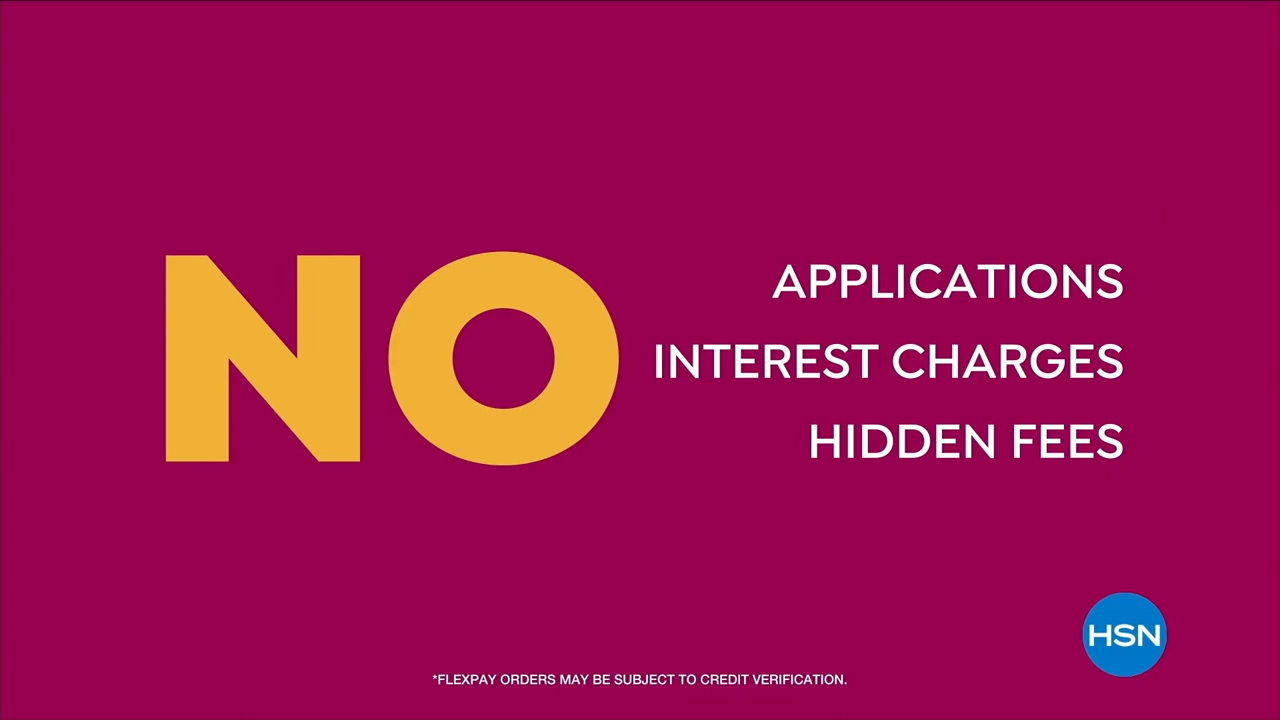 NO
APPLICATIONS
INTEREST CHARGES
HIDDEN FEES
HSN
*FLEXPAY ORDERS MAY BE SUBJECT TO CREDIT VERIFICATION.